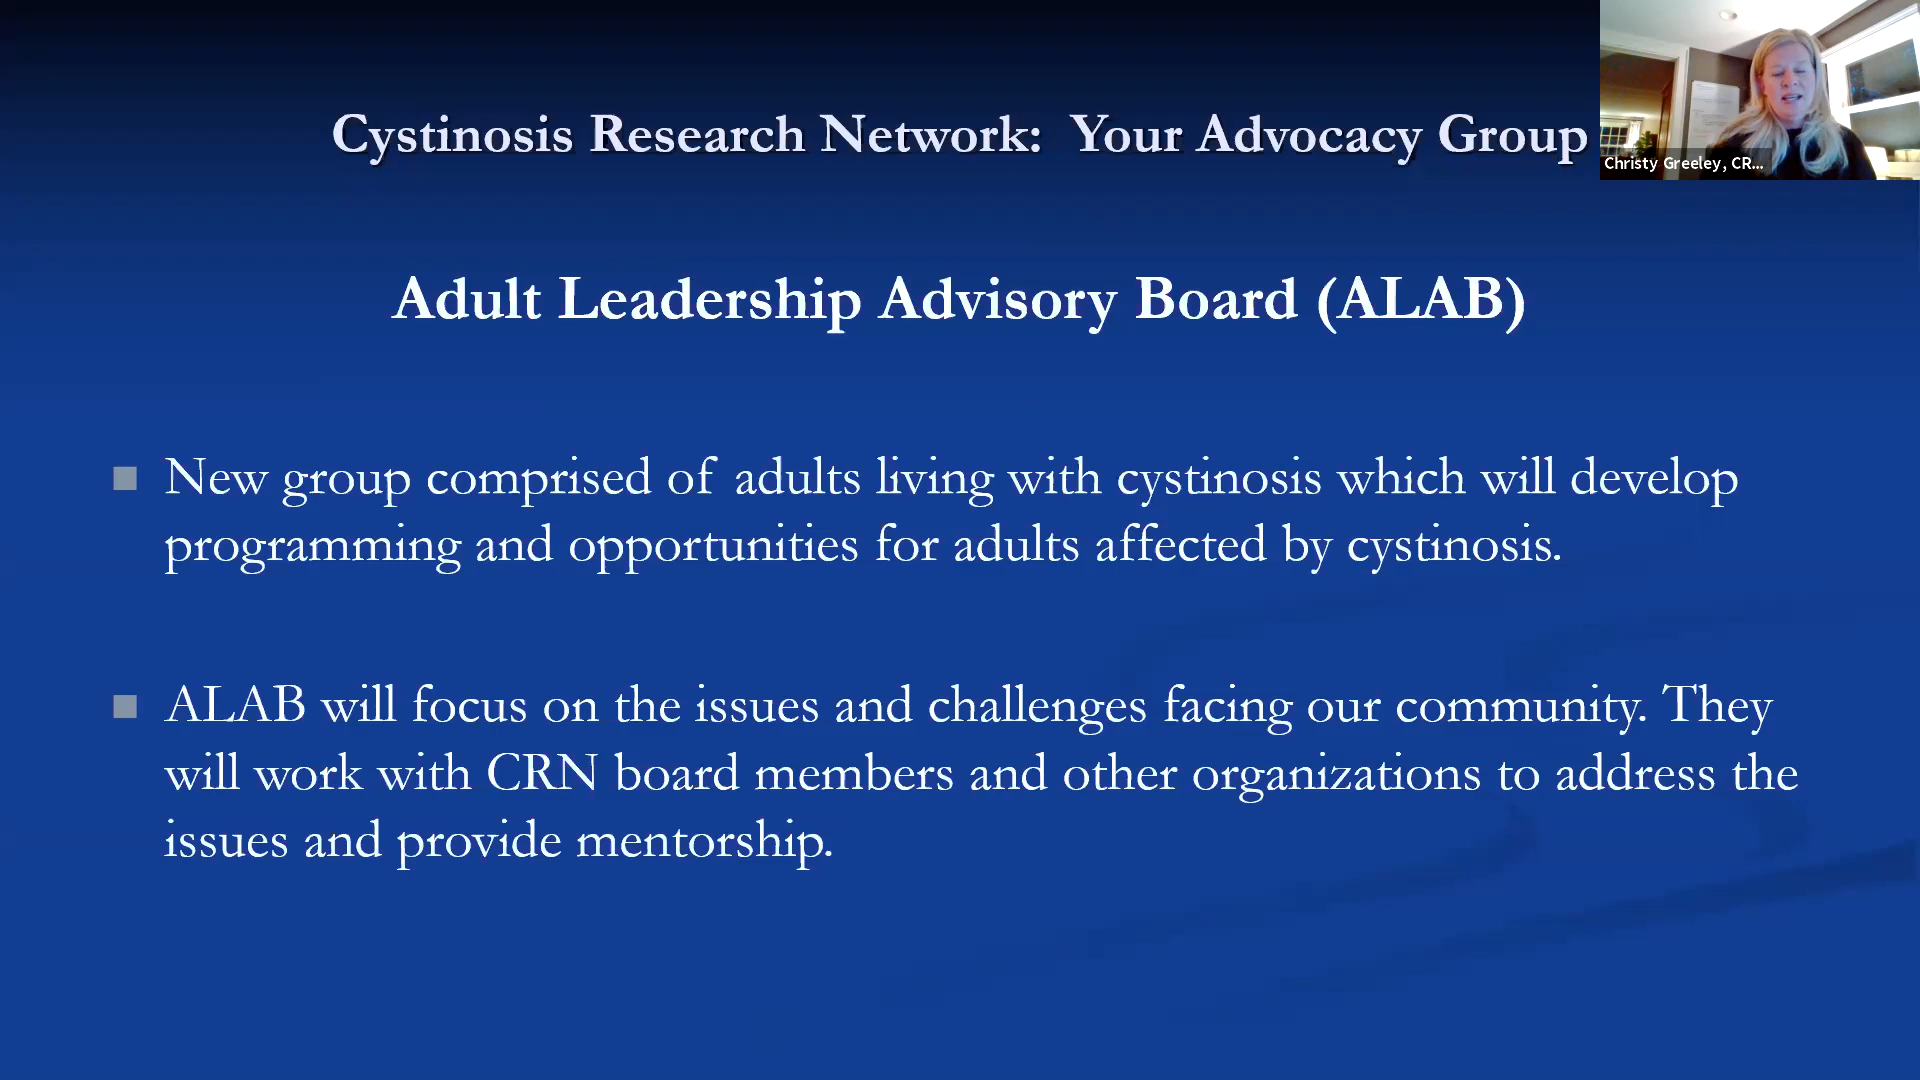 Cystinosis Research Network: Your Advocacy Group
Christy Greeley, CR...
Adult Leadership Advisory Board (ALAB)
New group comprised of adults living with cystinosis which will develop
programming and opportunities for adults affected by cystinosis.
ALAB will focus on the issues and challenges facing our community. They
will work with CRN board members and other organizations to address the
issues and provide mentorship.